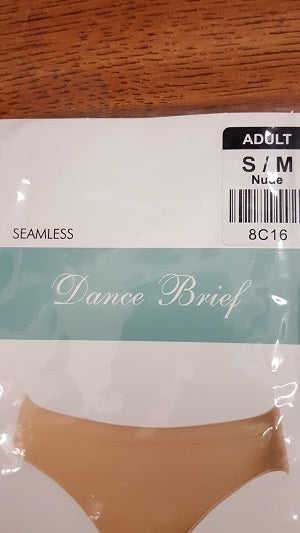 ADULT
S / M
Nude
8C16
SEAMLESS
Dance Brief